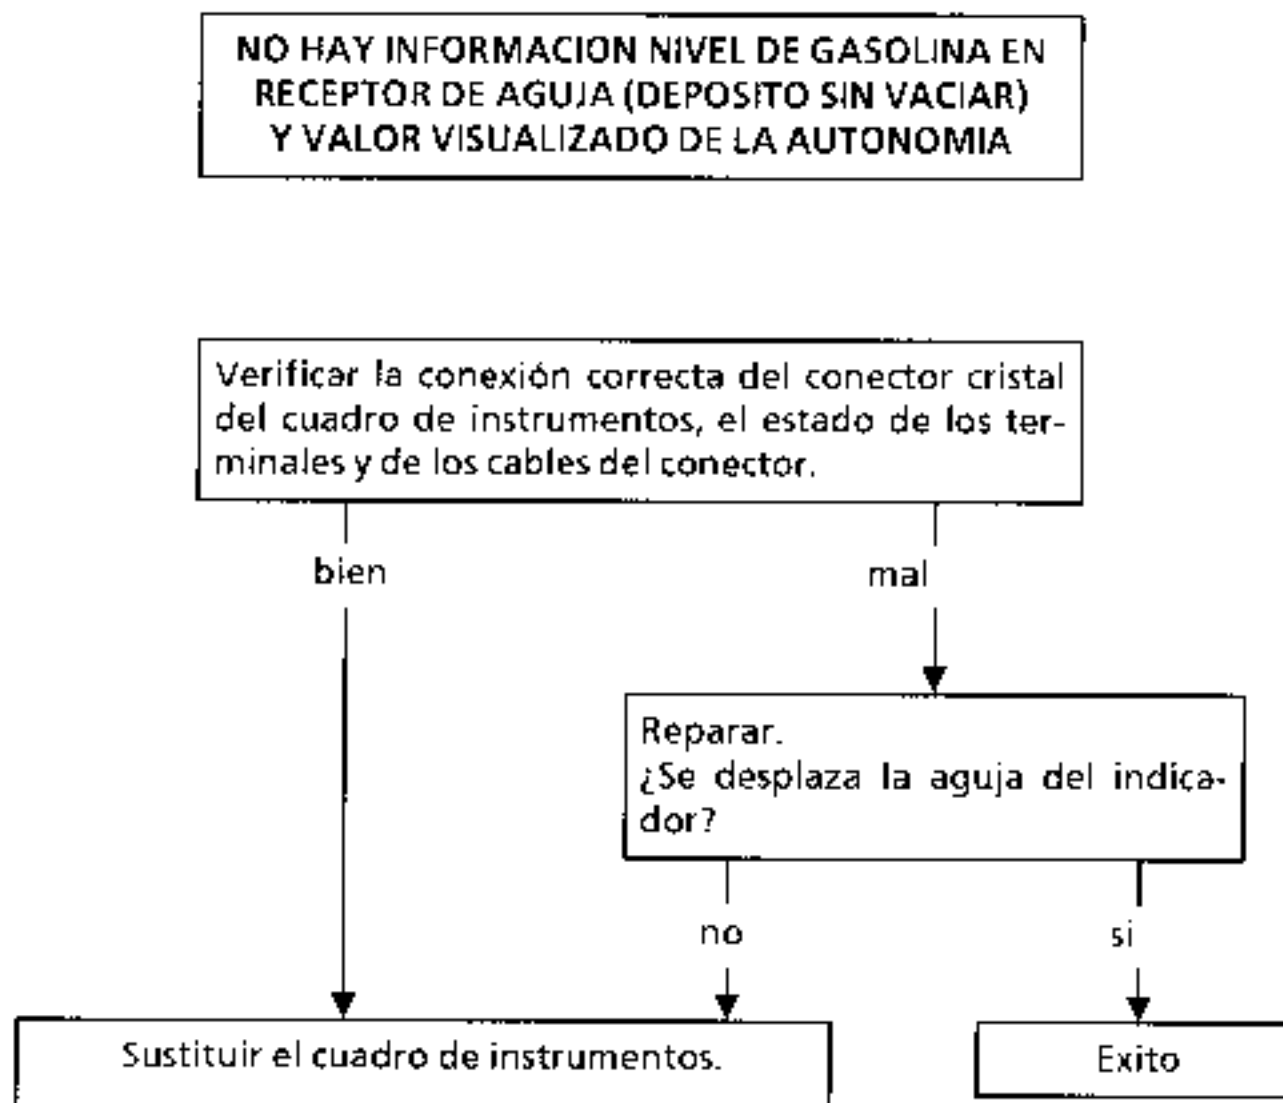 NO HAY INFORMACION NIVEL DE GASOLINA EN
RECEPTOR DE AGUJA (DEPOSITO SIN VACIAR)
Y VALOR VISUALIZADO DE LA AUTONOMIA
Verificar la conexión correcta del conector cristal
del cuadro de instrumentos, el estado de los ter-
minales y de los cables del conector.
bien
mal
Reparar.
¿Se desplaza la aguja del indica-
dor?
no
si
Sustituir el cuadro de instrumentos.
Exito